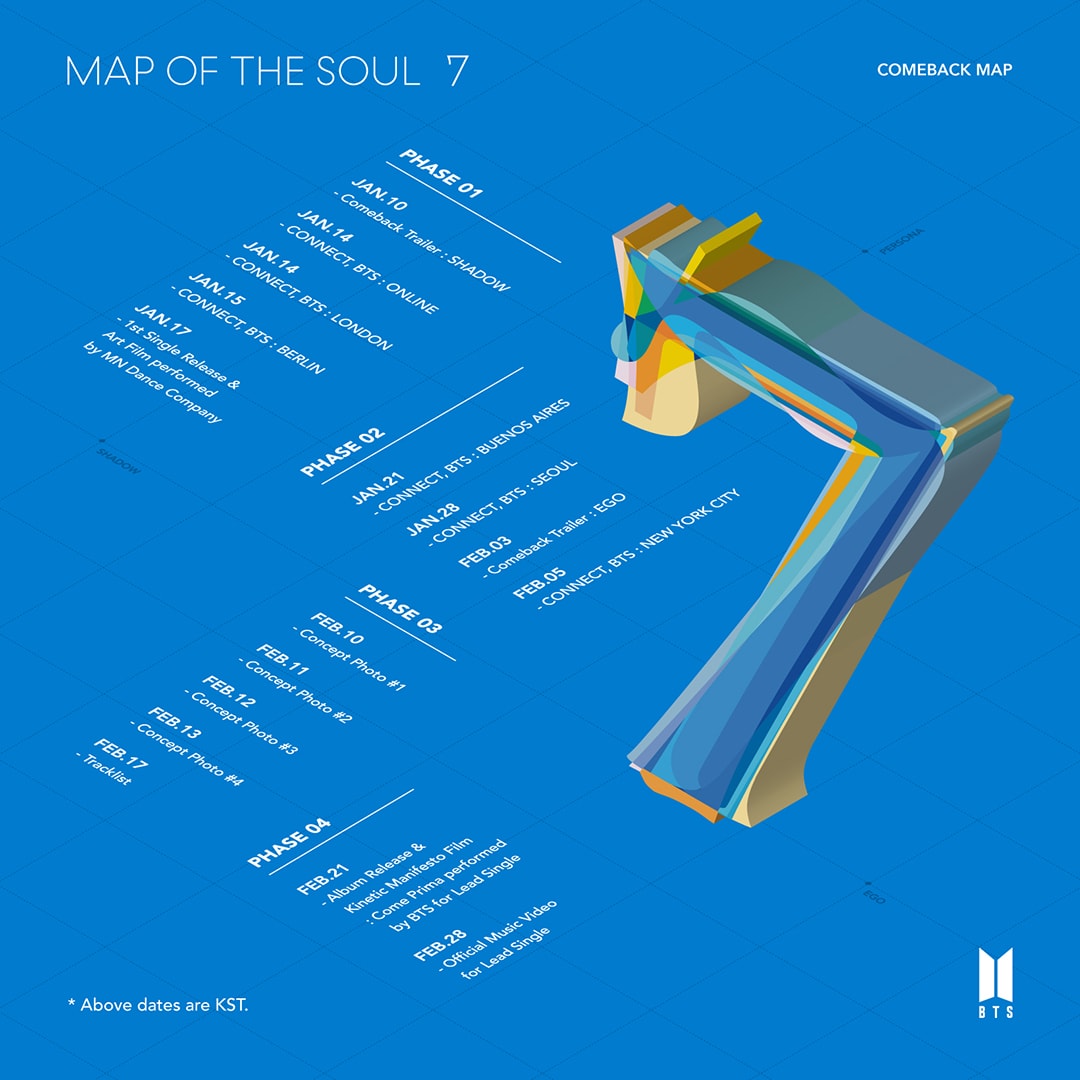 MAP OF THE SOUL 7
COMEBACK MAP
PHASE 01
JAN.10
- Comeback Trailer : SHADOW
JAN.14
- CONNECT, BTS : ONLINE
JAN.14
- CONNECT, BTS : LONDON
JAN.15
- CONNECT, BTS : BERLIN
JAN.17
- 1st Single Release &
Art Film performed
by MN Dance Company
PERSONA
SHADOW
PHASE 02
JAN.21
- CONNECT, BTS : BUENOS AIRES
JAN.28
- CONNECT, BTS : SEOUL
FEB.03
- Comeback Trailer : EGO
FEB.05
- CONNECT, BTS : NEW YORK CITY
PHASE 03
FEB.10
- Concept Photo #1
FEB.11
- Concept Photo #2
FEB.12
- Concept Photo #3
FEB.13
- Concept Photo #4
FEB.17
- Tracklist
PHASE 04
FEB.21
- Album Release &
Kinetic Manifesto Film
: Come Prima performed
by BTS for Lead Single
FEB.28
- Official Music Video
for Lead Single
EGO
* Above dates are KST.
BTS